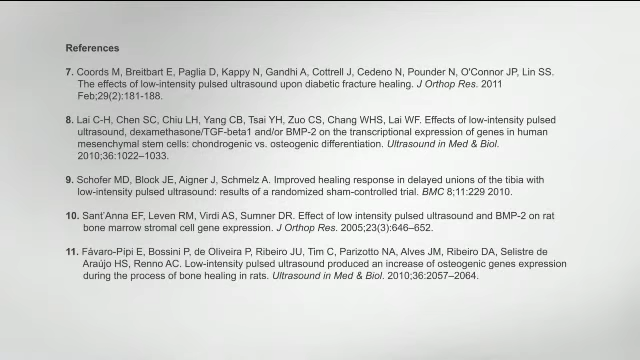 References
7. Coords M, Breitbart E, Paglia D, Kappy N, Gandhi A, Cottrell J, Cedeno N, Pounder N, O'Connor JP, Lin SS.
The effects of low-intensity pulsed ultrasound upon diabetic fracture healing. J Orthop Res. 2011
Feb;29(2):181-188.
8. Lai C-H, Chen SC, Chiu LH, Yang CB, Tsai YH, Zuo CS, Chang WHS, Lai WF. Effects of low-intensity pulsed
ultrasound, dexamethasone/TGF-beta1 and/or BMP-2 on the transcriptional expression of genes in human
mesenchymal stem cells: chondrogenic vs. osteogenic differentiation. Ultrasound in Med & Biol.
2010;36:1022–1033.
9. Schofer MD, Block JE, Aigner J, Schmelz A. Improved healing response in delayed unions of the tibia with
low-intensity pulsed ultrasound: results of a randomized sham-controlled trial. BMC 8;11:229 2010.
10. Sant'Anna EF, Leven RM, Virdi AS, Sumner DR. Effect of low intensity pulsed ultrasound and BMP-2 on rat
bone marrow stromal cell gene expression. J Orthop Res. 2005;23(3):646–652.
11. Fávaro-Pípi E, Bossini P, de Oliveira P, Ribeiro JU, Tim C, Parizotto NA, Alves JM, Ribeiro DA, Selistre de
Araújo HS, Renno AC. Low-intensity pulsed ultrasound produced an increase of osteogenic genes expression
during the process of bone healing in rats. Ultrasound in Med & Biol. 2010;36:2057–2064.